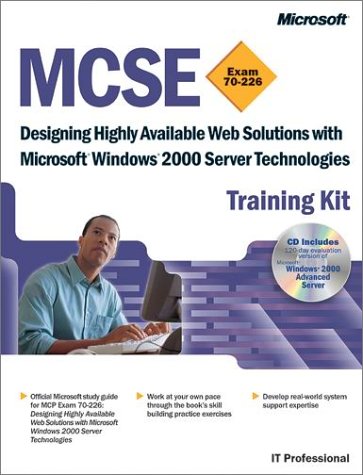 Microsoft
MCSE
Exam
70-226
Designing Highly Available Web Solutions with
Microsoft® Windows® 2000 Server Technologies
Training Kit
CD Includes
120-day evaluation
version of
Microsoft®
Windows® 2000
Advanced
Server
• Official Microsoft study guide
for MCP Exam 70-226:
Designing Highly Available
Web Solutions with Microsoft
Windows 2000 Server
Technologies
• Work at your own pace
through the book's skill
building practice exercises
• Develop real-world system
support expertise
IT Professional